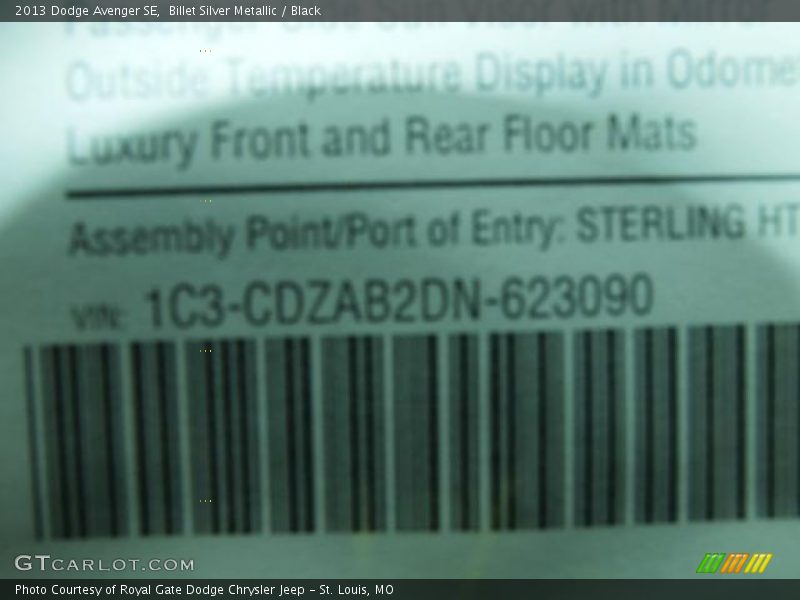 2013 Dodge Avenger SE, Billet Silver Metallic / Black
Outside Temperature Display in Odome
Luxury Front and Rear Floor Mats
Assembly Point/Port of Entry: STERLING HT
VIN: 1C3-CDZAB2DN-623090
GTCARLOT.COM
Photo Courtesy of Royal Gate Dodge Chrysler Jeep - St. Louis, MO